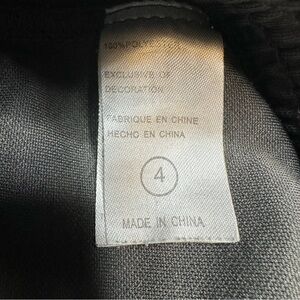 100% POLYESTER
EXCLUSIVE OF
DECORATION
FABRIQUE EN CHINE
HECHO EN CHINA
4
MADE IN CHINA